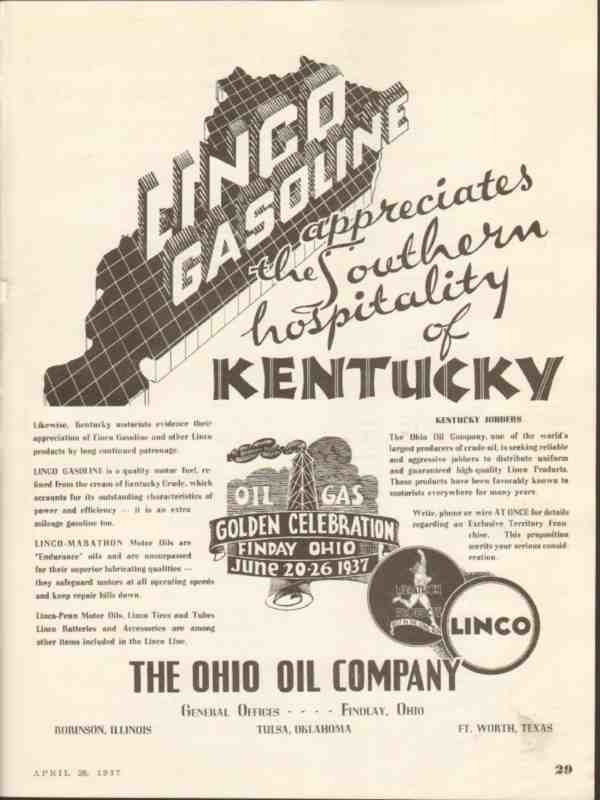 LINCO
GASOLINE
appreciates
the Southern
hospitality
of
KENTUCKY
Likewise, Kentucky motorists evidence their
appreciation of Linco Gasoline and other Linco
products by long continued patronage.
LINCO GASOLINE is a quality motor fuel, re-
fined from the cream of Kentucky Crude, which
accounts for its outstanding characteristics of
power and efficiency -- it is an extra
mileage gasoline too.
LINCO-MARATHON Motor Oils are
"Endurance" oils and are unsurpassed
for their superior lubricating qualities --
they safeguard motors at all operating speeds
and keep repair bills down.
Linco-Penn Motor Oils, Linco Tires and Tubes
Linco Batteries and Accessories are among
other items included in the Linco Line.
KENTUCKY JOBBERS
The Ohio Oil Company, one of the world's
largest producers of crude oil, is seeking reliable
and aggressive jobbers to distribute uniform
and guaranteed high-quality Linco Products.
These products have been favorably known to
motorists everywhere for many years.
Write, phone or wire AT ONCE for details
regarding an Exclusive Territory Fran-
chise. This proposition
merits your serious consid-
eration.
OIL GAS
GOLDEN CELEBRATION
FINDAY OHIO
June 20-26 1937
LINCO
THE OHIO OIL COMPANY
GENERAL OFFICES - - - - FINDLAY, OHIO
ROBINSON, ILLINOIS TULSA, OKLAHOMA FT. WORTH, TEXAS
APRIL 28, 1937 29